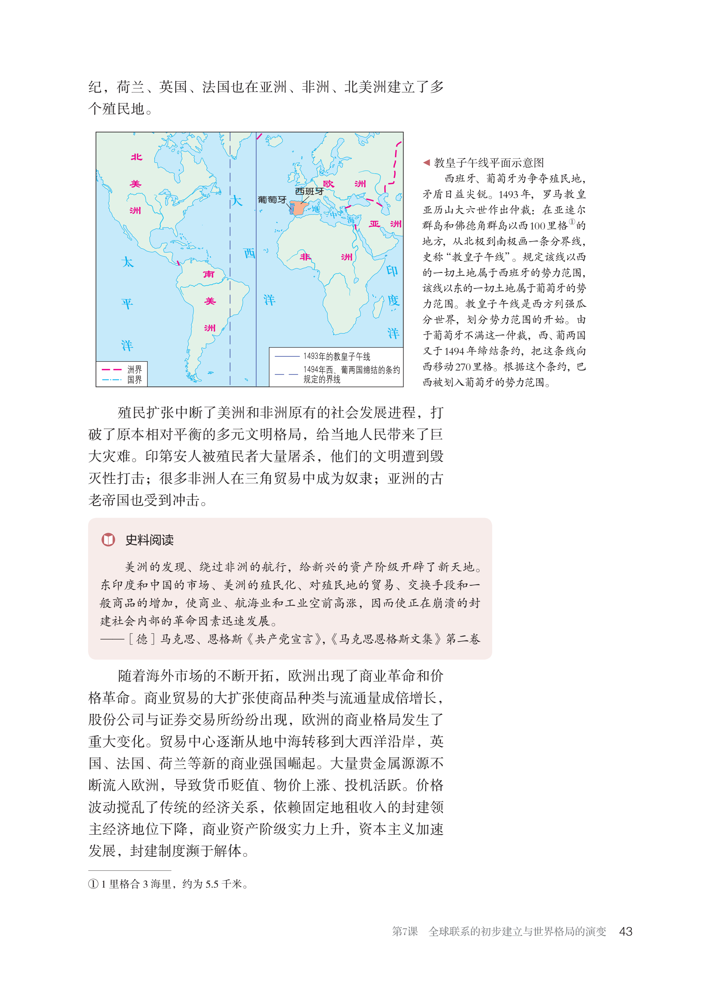 纪，荷兰、英国、法国也在亚洲、非洲、北美洲建立了多
个殖民地。
北
美
洲
大
西
洋
太
平
洋
南
美
洲
葡萄牙
西班牙
欧 洲
地 中 海
亚 洲
非 洲
印
度
洋
洲界
国界
1493年的教皇子午线
1494年西、葡两国缔结的条约
规定的界线
◀ 教皇子午线平面示意图
西班牙、葡萄牙为争夺殖民地，
矛盾日益尖锐。1493年，罗马教皇
亚历山大六世作出仲裁：在亚速尔
群岛和佛德角群岛以西100里格①的
地方，从北极到南极画一条分界线，
史称“教皇子午线”。规定该线以西
的一切土地属于西班牙的势力范围，
该线以东的一切土地属于葡萄牙的势
力范围。教皇子午线是西方列强瓜
分世界，划分势力范围的开始。由
于葡萄牙不满这一仲裁，西、葡两国
又于1494年缔结条约，把这条线向
西移动270里格。根据这个条约，巴
西被划入葡萄牙的势力范围。
殖民扩张中断了美洲和非洲原有的社会发展进程，打
破了原本相对平衡的多元文明格局，给当地人民带来了巨
大灾难。印第安人被殖民者大量屠杀，他们的文明遭到毁
灭性打击；很多非洲人在三角贸易中成为奴隶；亚洲的古
老帝国也受到冲击。
史料阅读
美洲的发现、绕过非洲的航行，给新兴的资产阶级开辟了新天地。
东印度和中国的市场、美洲的殖民化、对殖民地的贸易、交换手段和一
般商品的增加，使商业、航海业和工业空前高涨，因而使正在崩溃的封
建社会内部的革命因素迅速发展。
——［德］马克思、恩格斯《共产党宣言》，《马克思恩格斯文集》第二卷
随着海外市场的不断开拓，欧洲出现了商业革命和价
格革命。商业贸易的大扩张使商品种类与流通量成倍增长，
股份公司与证券交易所纷纷出现，欧洲的商业格局发生了
重大变化。贸易中心逐渐从地中海转移到大西洋沿岸，英
国、法国、荷兰等新的商业强国崛起。大量贵金属源源不
断流入欧洲，导致货币贬值、物价上涨、投机活跃。价格
波动搅乱了传统的经济关系，依赖固定地租收入的封建领
主经济地位下降，商业资产阶级实力上升，资本主义加速
发展，封建制度濒于解体。
① 1 里格合 3 海里，约为 5.5 千米。
第7课 全球联系的初步建立与世界格局的演变 43